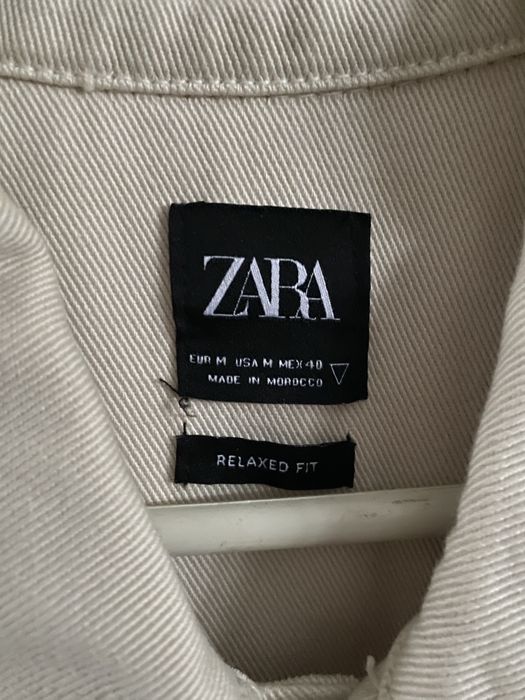 ZARA
EUR M USA M MEX 40
MADE IN MOROCCO
RELAXED FIT